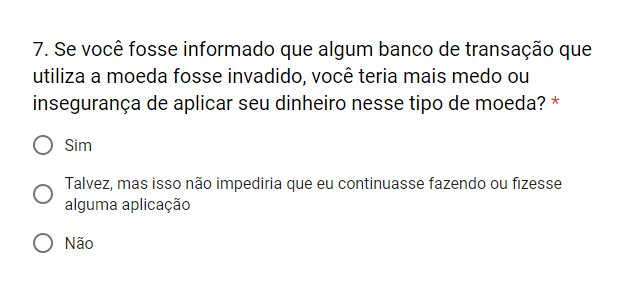 7. Se você fosse informado que algum banco de transação que
utiliza a moeda fosse invadido, você teria mais medo ou
insegurança de aplicar seu dinheiro nesse tipo de moeda? *
Sim
Talvez, mas isso não impediria que eu continuasse fazendo ou fizesse
alguma aplicação
Não